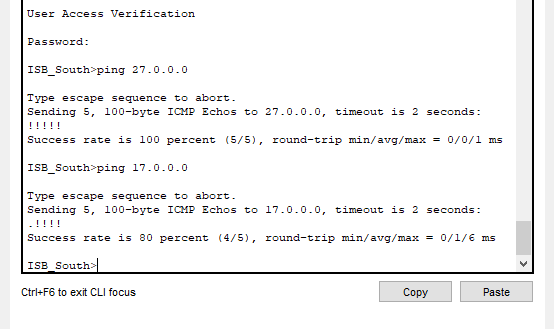 User Access Verification
Password:
ISB_South>ping 27.0.0.0
Type escape sequence to abort.
Sending 5, 100-byte ICMP Echos to 27.0.0.0, timeout is 2 seconds:
!!!!!
Success rate is 100 percent (5/5), round-trip min/avg/max = 0/0/1 ms
ISB_South>ping 17.0.0.0
Type escape sequence to abort.
Sending 5, 100-byte ICMP Echos to 17.0.0.0, timeout is 2 seconds:
.!!!!
Success rate is 80 percent (4/5), round-trip min/avg/max = 0/1/6 ms
ISB_South>
Ctrl+F6 to exit CLI focus
Copy
Paste